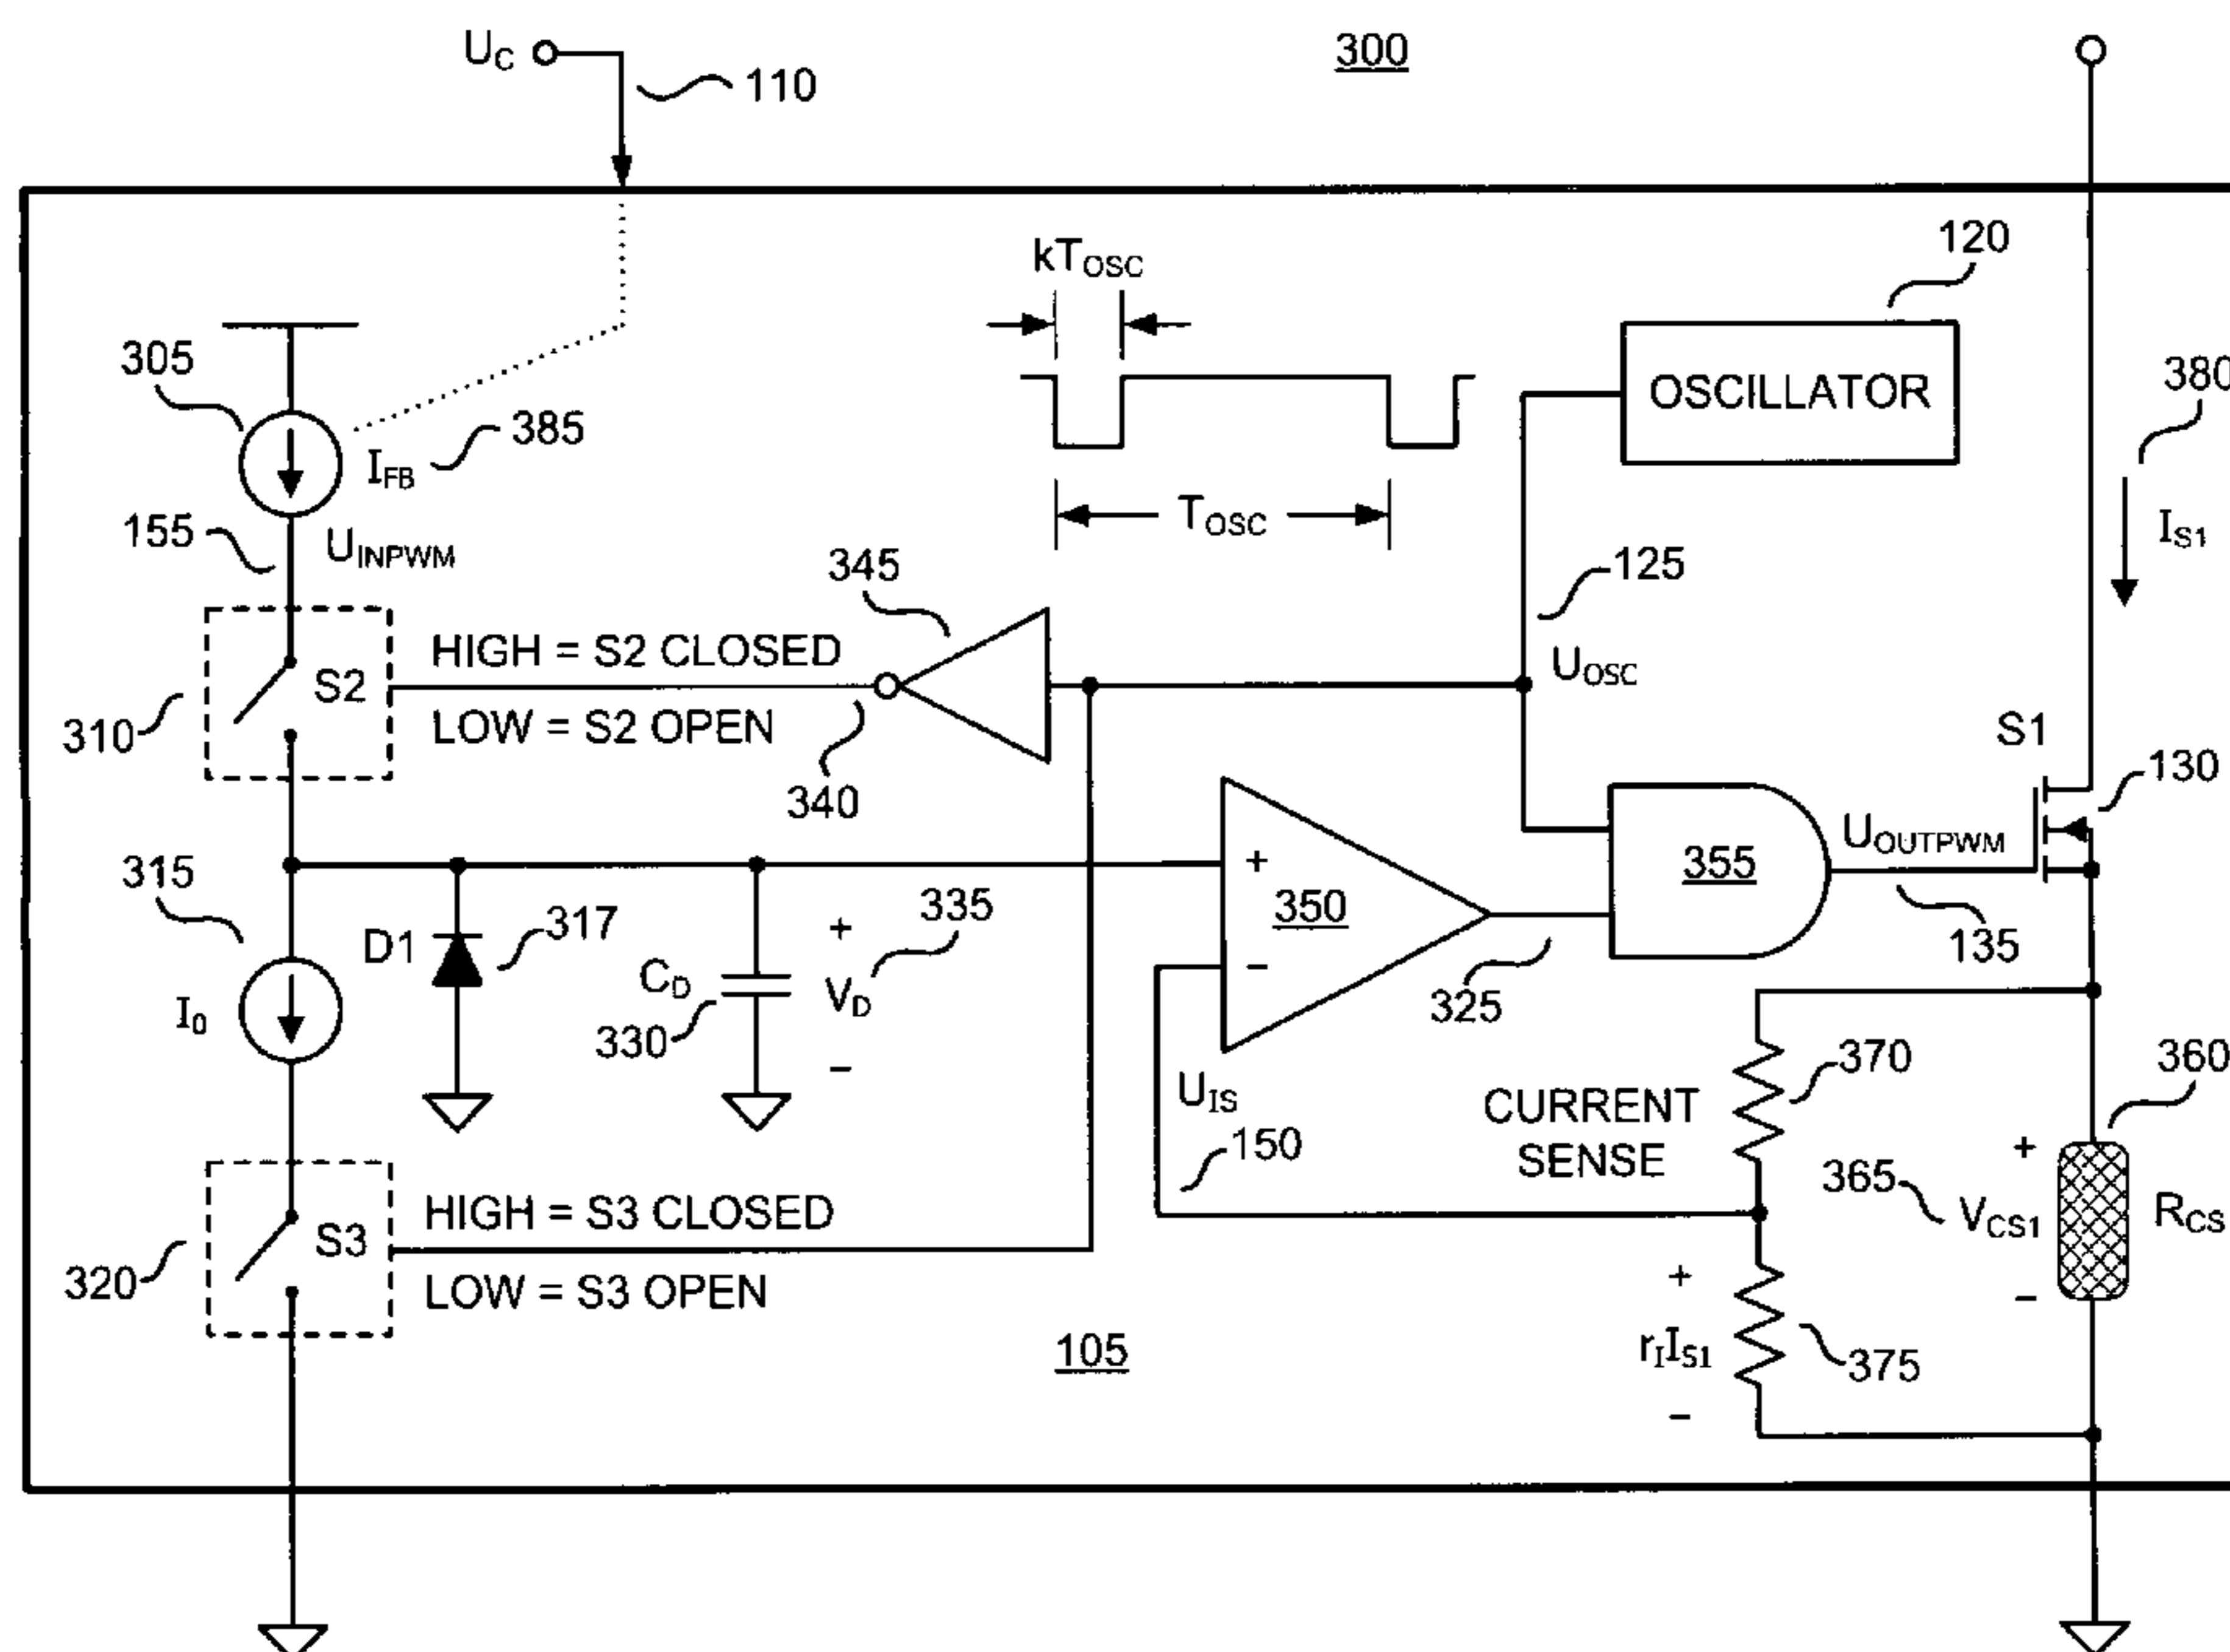 U_C
110
300
120
kT_OSC
305
OSCILLATOR
380
385
I_FB
T_OSC
I_S1
155
U_INPWM
345
125
HIGH = S2 CLOSED
S2
U_OSC
310
LOW = S2 OPEN
340
S1
130
U_OUTPWM
315
+
355
317
335
350
D1
+
135
C_D
V_D
−
325
I_0
330
−
370
360
U_IS
CURRENT
SENSE
150
+
365
V_CS1
R_CS
HIGH = S3 CLOSED
S3
320
LOW = S3 OPEN
+
−
r_I I_S1
375
105
−